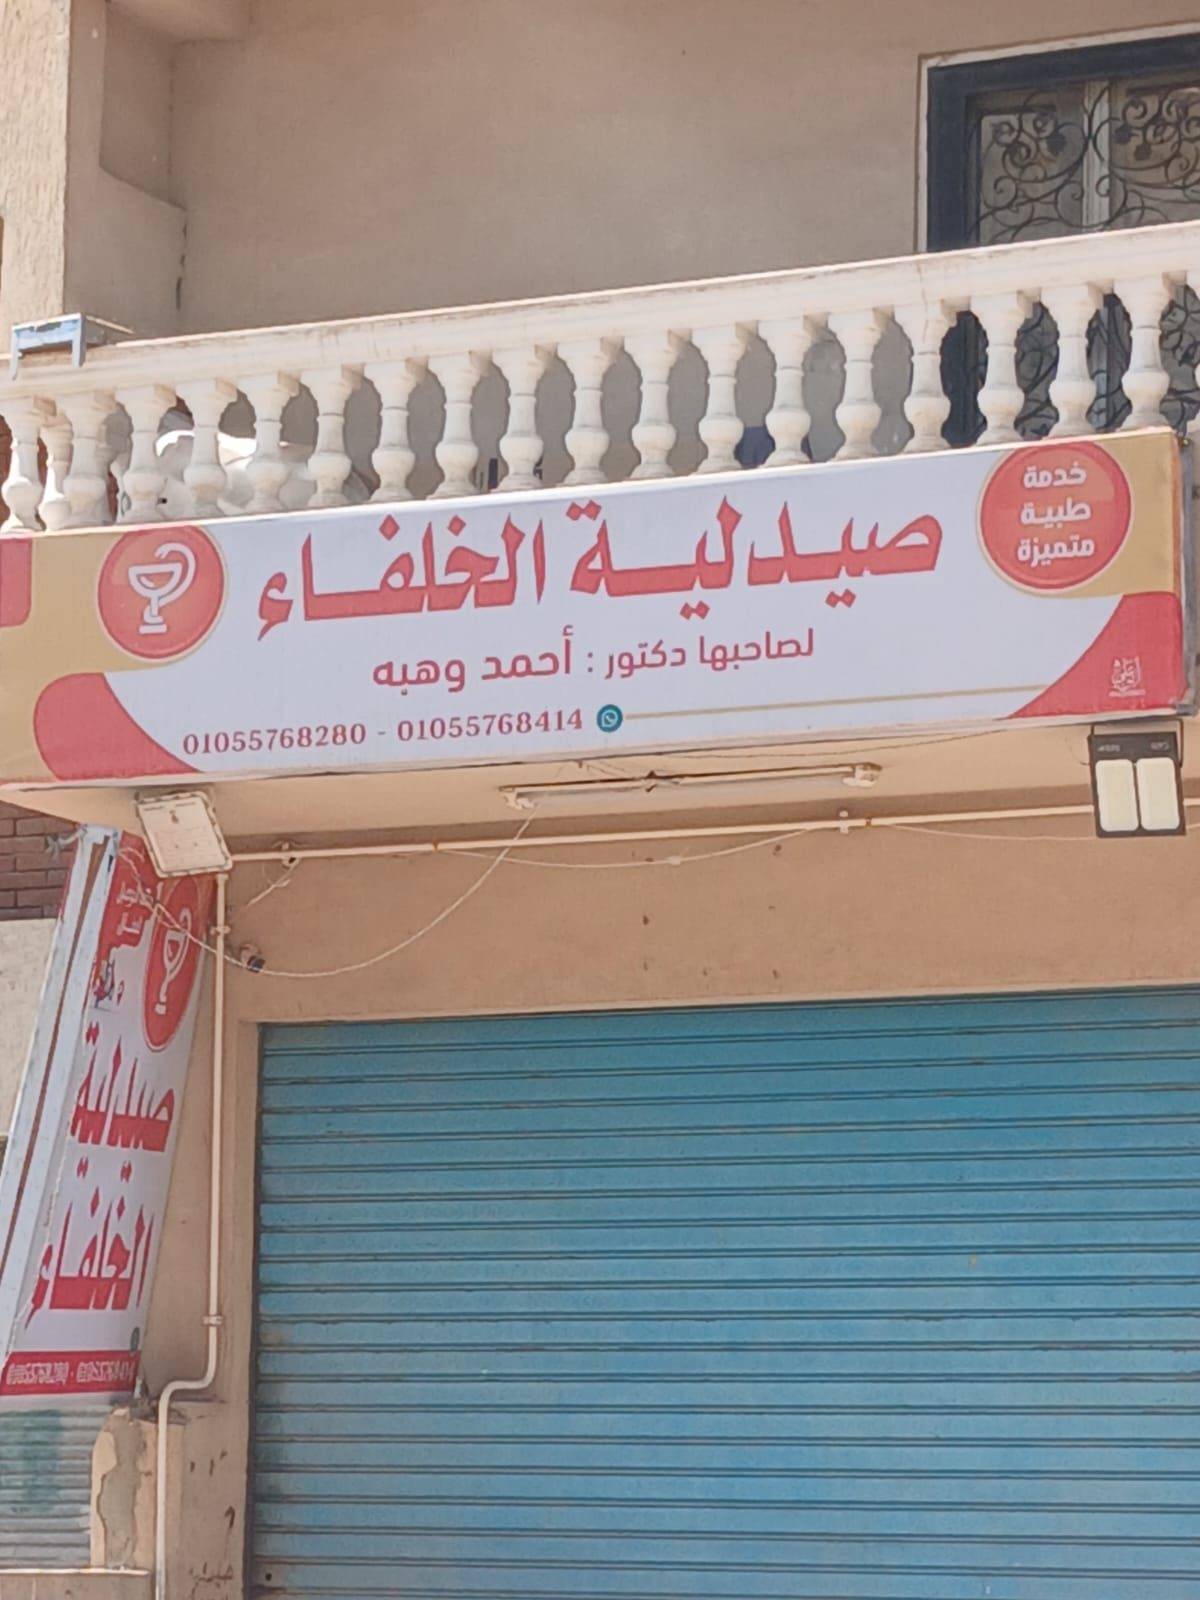 صيدلية الخلفاء
لصاحبها دكتور : أحمد وهبه
01055768280 - 01055768414
خدمة
طبية
متميزة
صيدلية
الخلفاء